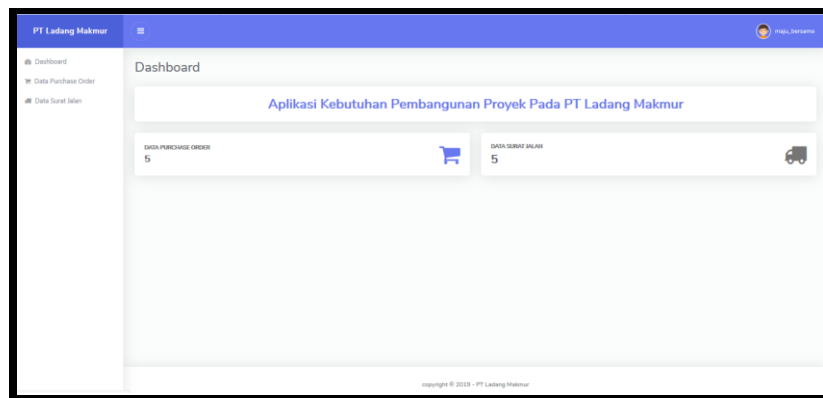 PT Ladang Makmur
maju_bersama
Dashboard
Data Purchase Order
Data Surat Jalan
Dashboard
Aplikasi Kebutuhan Pembangunan Proyek Pada PT Ladang Makmur
DATA PURCHASE ORDER
5
DATA SURAT JALAN
5
copyright © 2019 - PT Ladang Makmur